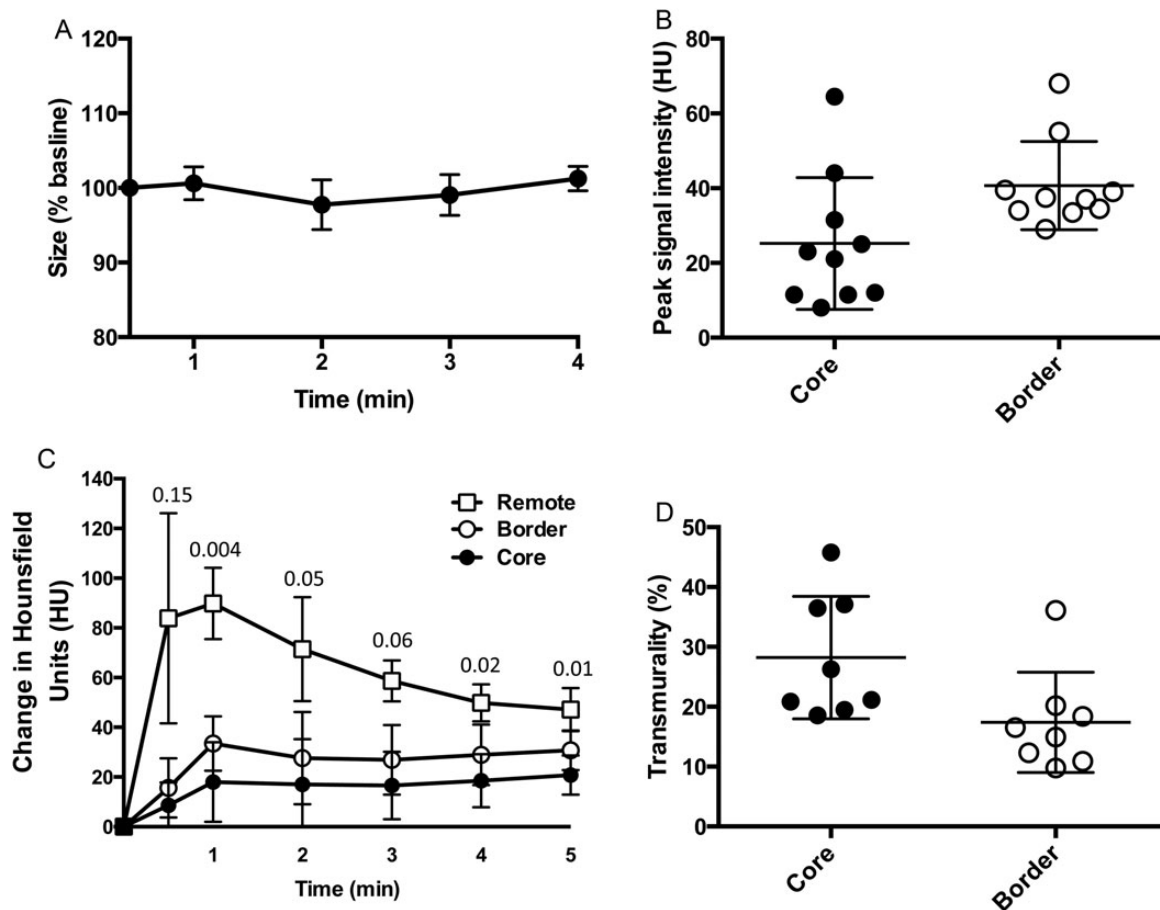 A
120
110
100
90
80
Size (% basline)
1 2 3 4
Time (min)
B
80
60
40
20
0
Peak signal intensity (HU)
Core Border
C
140
120
100
80
60
40
20
0
Change in Hounsfield
Units (HU)
0.15
0.004
0.05
0.06
0.02
0.01
Remote
Border
Core
1 2 3 4 5
Time (min)
D
50
40
30
20
10
0
Transmurality (%)
Core Border